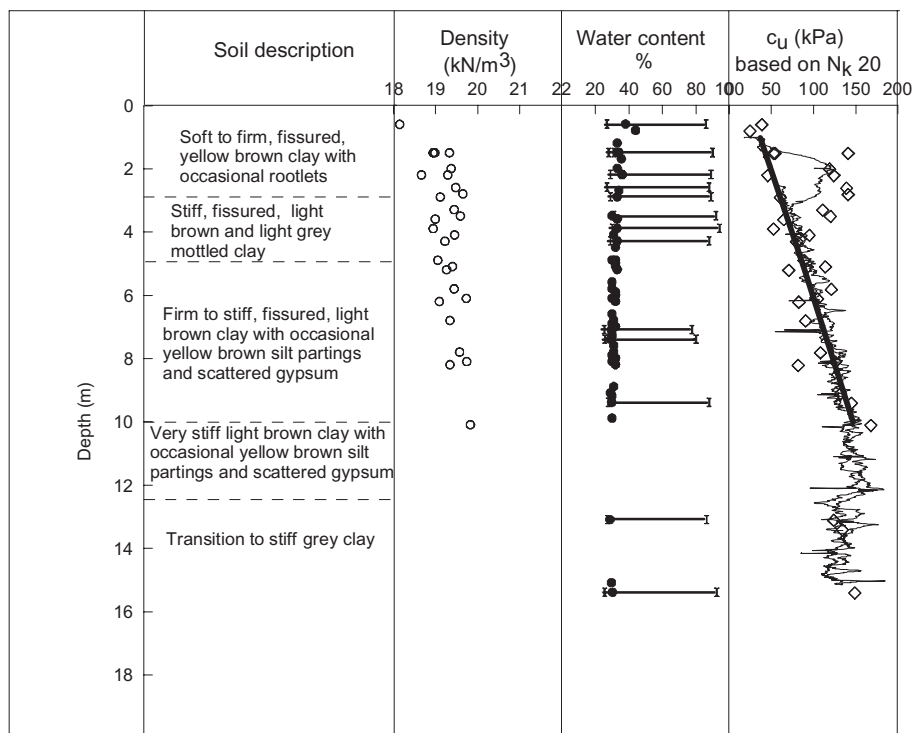 Soil description
Density
(kN/m3)
Water content
%
cu (kPa)
based on Nk 20
18 19 20 21 22 20 40 60 80 100 50 100 150 200
Depth (m)
0
2
4
6
8
10
12
14
16
18
Soft to firm, fissured,
yellow brown clay with
occasional rootlets
Stiff, fissured, light
brown and light grey
mottled clay
Firm to stiff, fissured, light
brown clay with occasional
yellow brown silt partings
and scattered gypsum
Very stiff light brown clay with
occasional yellow brown silt
partings and scattered gypsum
Transition to stiff grey clay